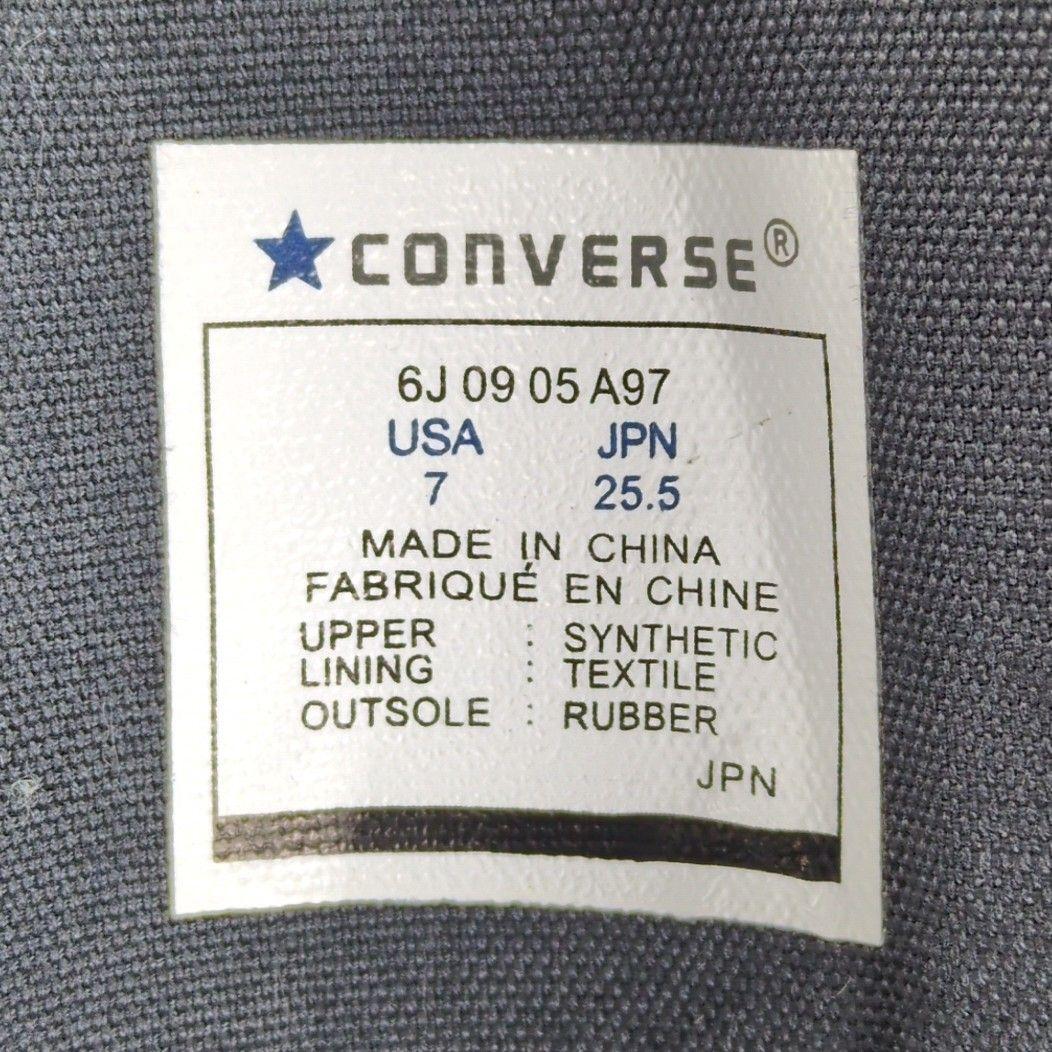 ★CONVERSE®
6J 09 05 A97
USA JPN
7 25.5
MADE IN CHINA
FABRIQUÉ EN CHINE
UPPER : SYNTHETIC
LINING : TEXTILE
OUTSOLE : RUBBER
JPN